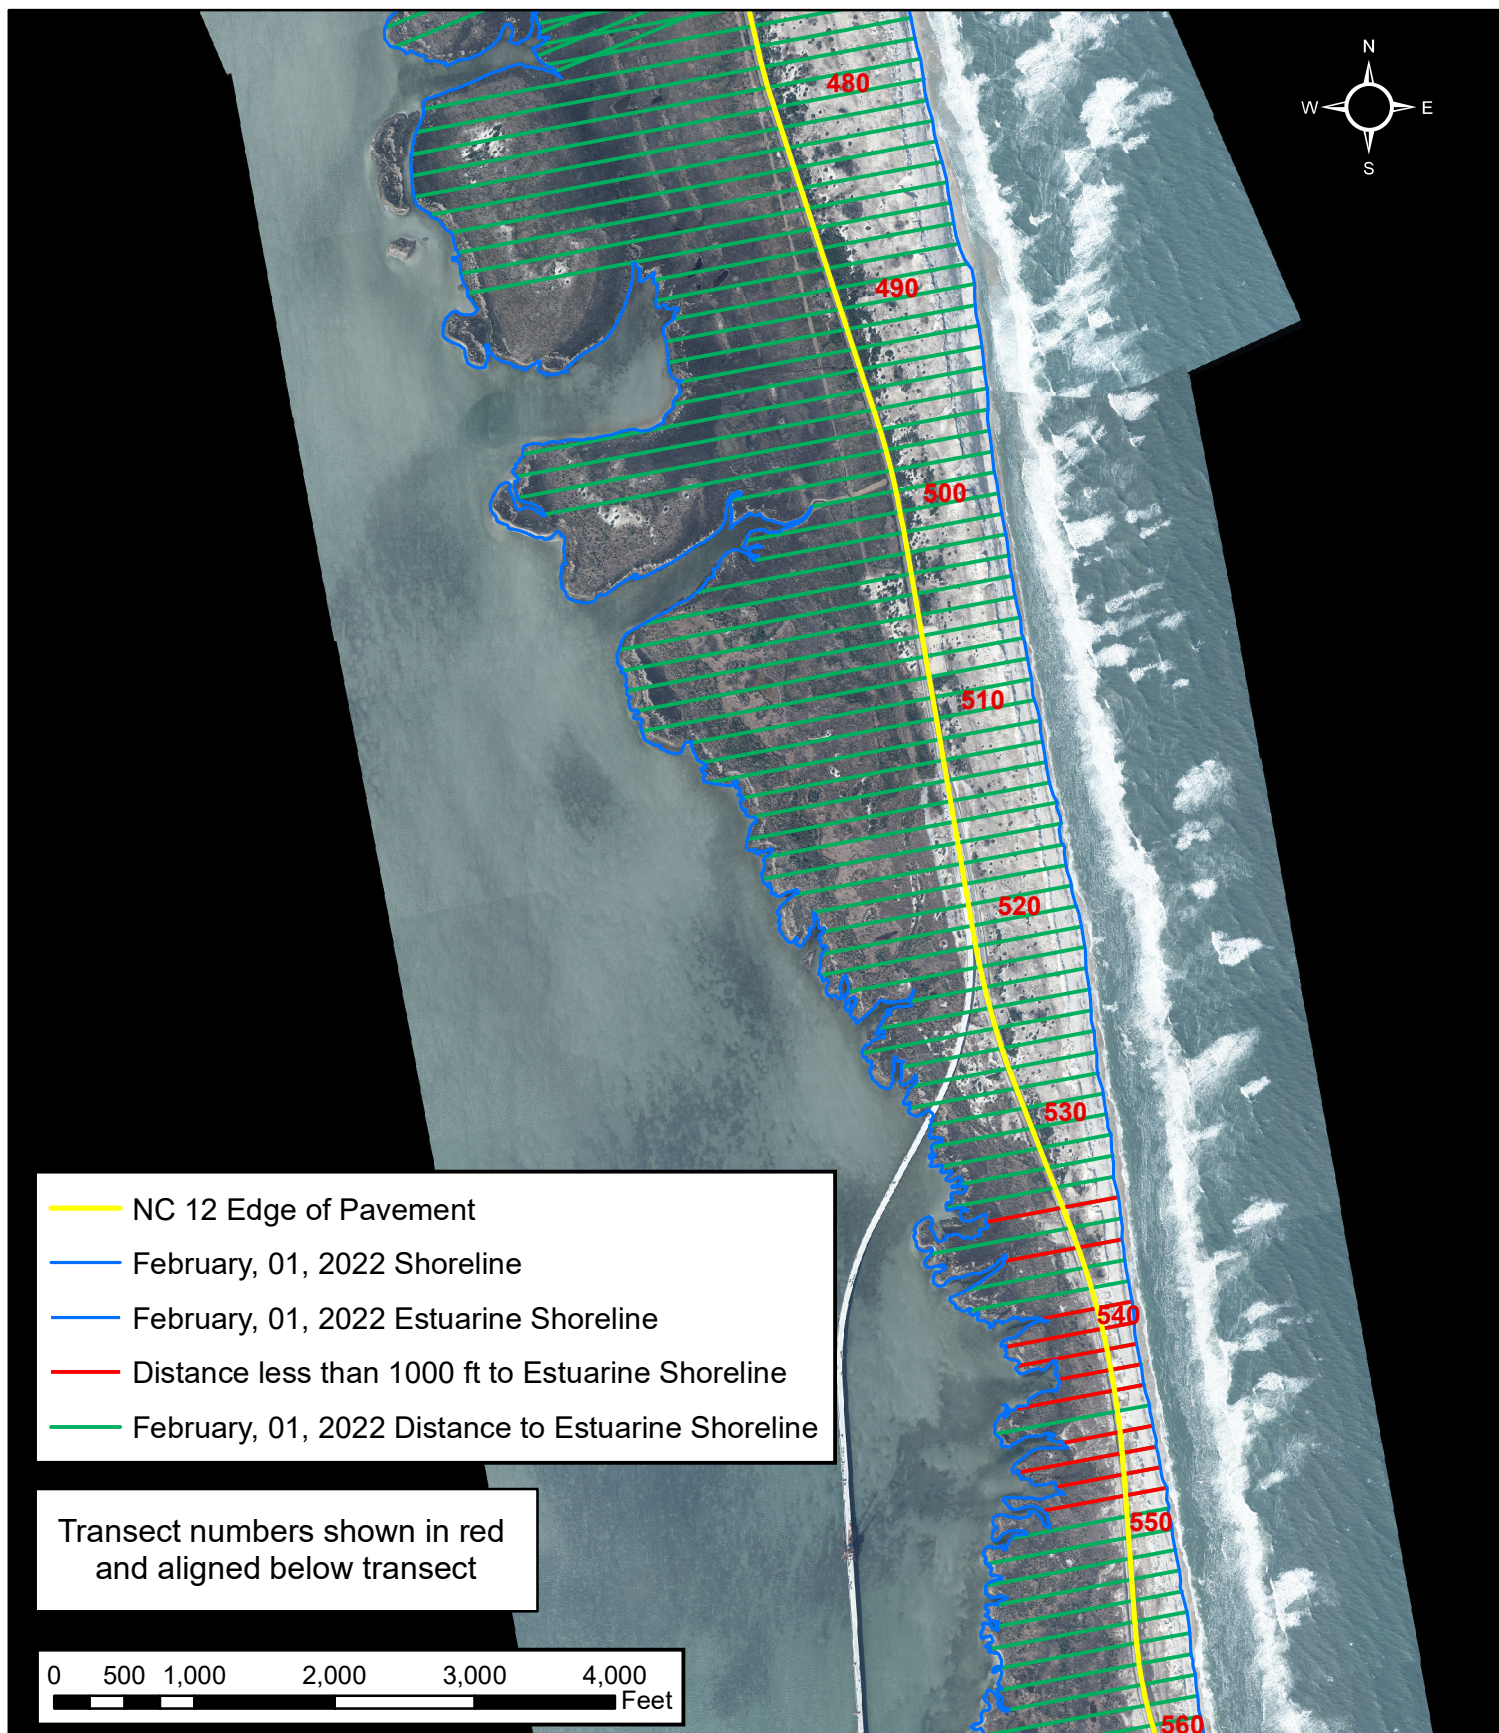 N
W E
S
480
490
500
510
520
530
540
550
560
NC 12 Edge of Pavement
February, 01, 2022 Shoreline
February, 01, 2022 Estuarine Shoreline
Distance less than 1000 ft to Estuarine Shoreline
February, 01, 2022 Distance to Estuarine Shoreline
Transect numbers shown in red
and aligned below transect
0 500 1,000 2,000 3,000 4,000
Feet